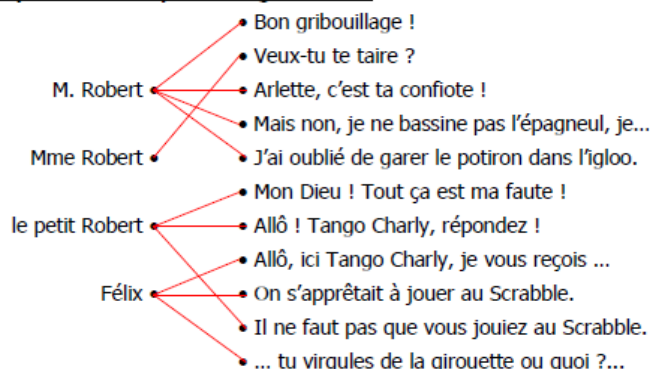 Bon gribouillage !
Veux-tu te taire ?
M. Robert
Arlette, c'est ta confiote !
Mais non, je ne bassine pas l'épagneul, je...
Mme Robert
J'ai oublié de garer le potiron dans l'igloo.
Mon Dieu ! Tout ça est ma faute !
le petit Robert
Allô ! Tango Charly, répondez !
Allô, ici Tango Charly, je vous reçois ...
Félix
On s'apprêtait à jouer au Scrabble.
Il ne faut pas que vous jouiez au Scrabble.
... tu virgules de la girouette ou quoi ?...